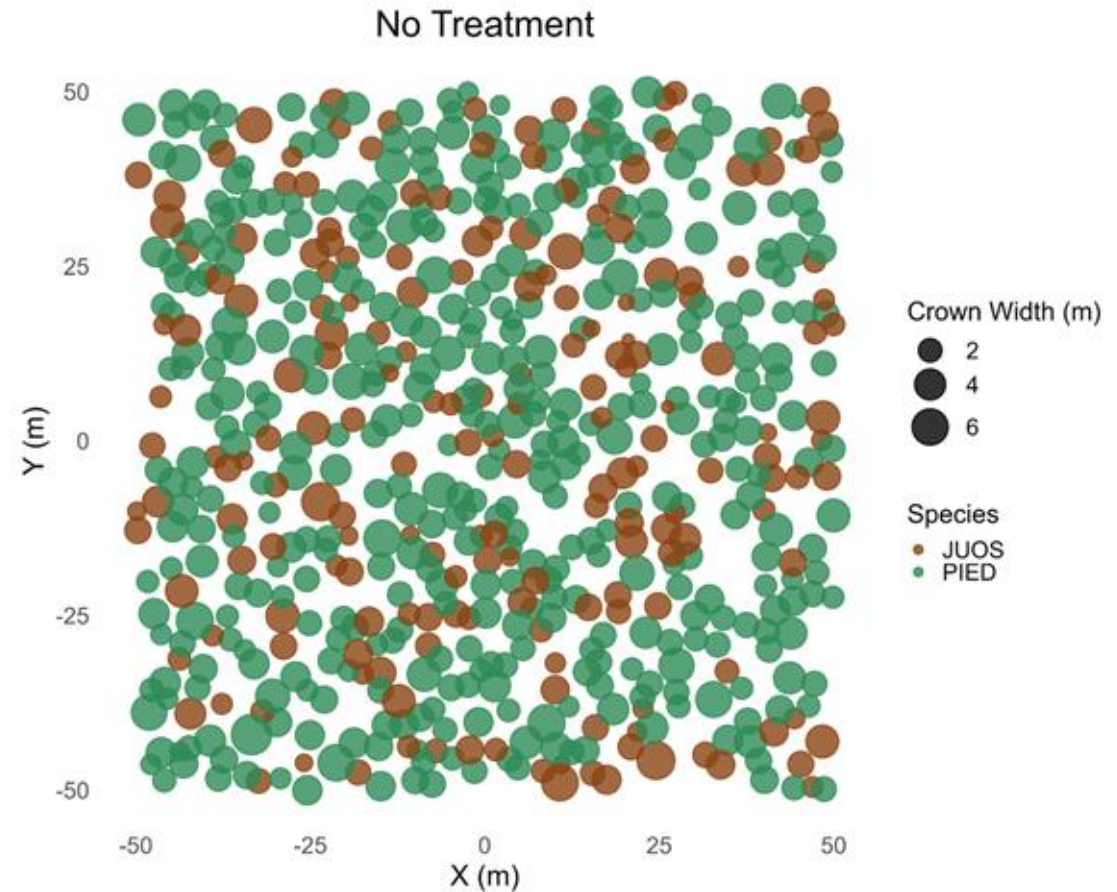 No Treatment
50
25
0
-25
-50
Y (m)
-50 -25 0 25 50
X (m)
Crown Width (m)
2
4
6
Species
JUOS
PIED